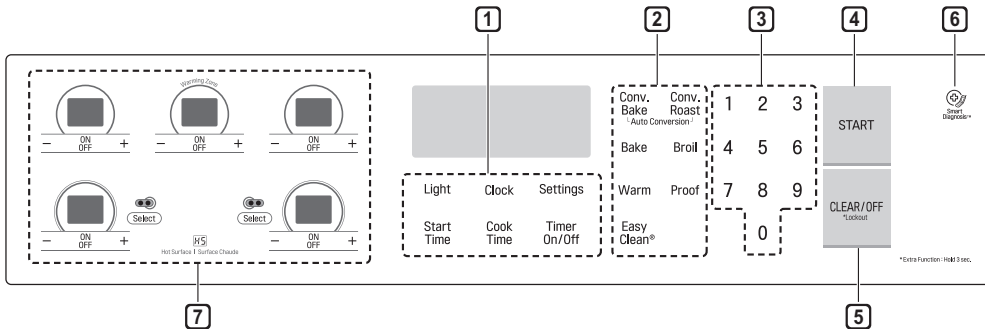 1 2 3 4 6
Warming Zone
ON OFF
− +
ON OFF
− +
ON OFF
− +
Select
Select
ON OFF
− +
HS
Hot Surface | Surface Chaude
ON OFF
− +
7
Light Clock Settings
Start Time
Cook Time
Timer On/Off
Conv. Bake
Conv. Roast
Auto Conversion
Bake Broil
Warm Proof
Easy Clean®
1 2 3
4 5 6
7 8 9
0
START
CLEAR/OFF
*Lockout
5
Smart
Diagnosis™
*Extra Function : Hold 3 sec.